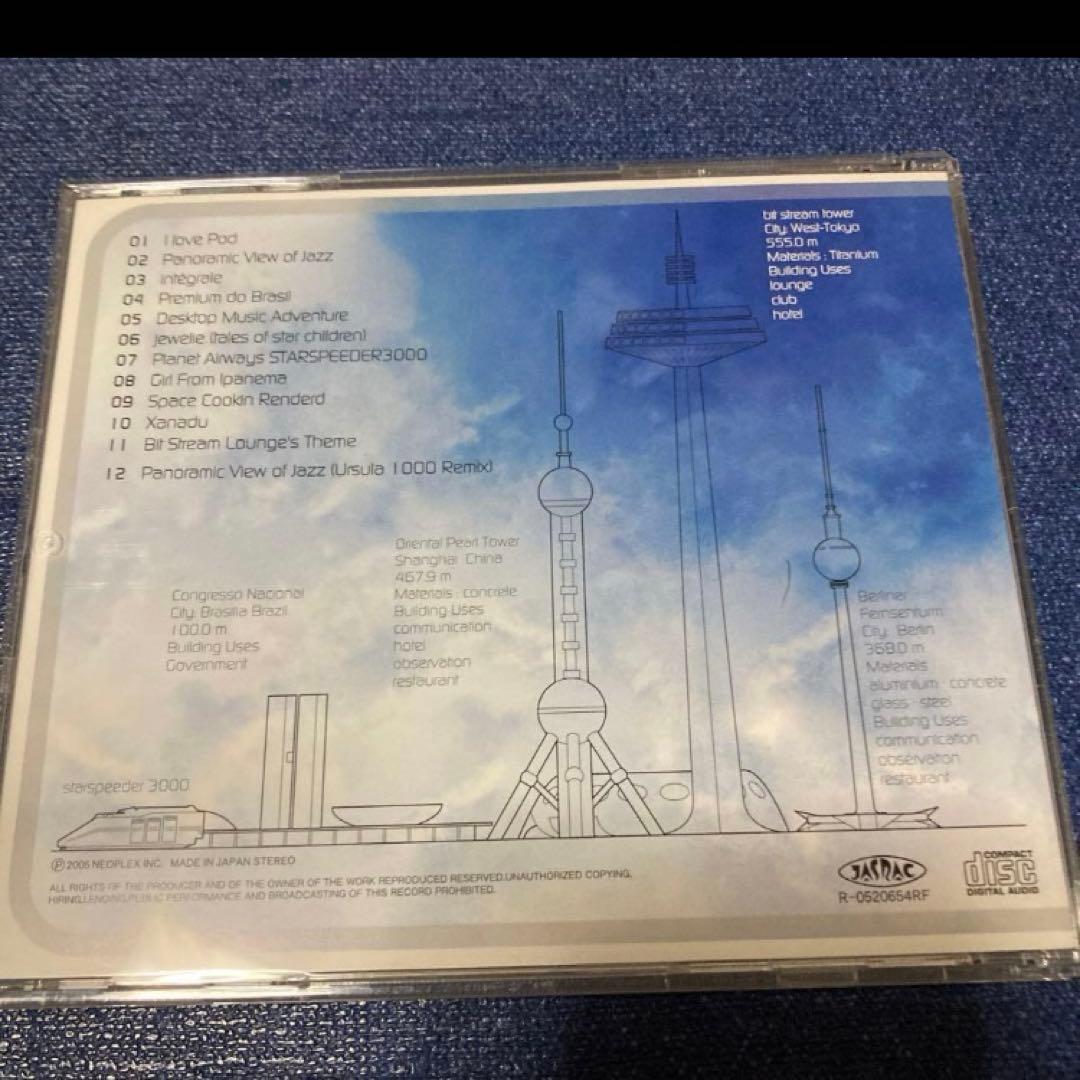 01 I love Pod
02 Panoramic View of Jazz
03 intégrale
04 Premium do Brasil
05 Desktop Music Adventure
06 jewelie (tales of star children)
07 Planet Airways STARSPEEDER3000
08 Girl From Ipanema
09 Space Cookin Renderd
10 Xanadu
11 Bit Stream Lounge's Theme
12 Panoramic View of Jazz (Ursula 1000 Remix)
bit stream tower
City: West-Tokyo
555.0 m
Materials : Titanium
Building Uses
lounge
club
hotel
Oriental Pearl Tower
Shanghai China
467.9 m
Materials : concrete
Building Uses
communication
hotel
observation
restaurant
Congresso Nacional
City: Brasilia Brazil
100.0 m
Building Uses
Government
Berliner
Fernsehturm
City: Berlin
368.0 m
Materials
aluminium · concrete
glass · steel
Building Uses
communication
observation
restaurant
starspeeder 3000
Ⓟ 2005 NEOPLEX INC. MADE IN JAPAN STEREO
ALL RIGHTS OF THE PRODUCER AND OF THE OWNER OF THE WORK REPRODUCED RESERVED.UNAUTHORIZED COPYING,
HIRING,LENDING,PUBLIC PERFORMANCE AND BROADCASTING OF THIS RECORD PROHIBITED.
JASRAC
R-0520654RF
COMPACT
disc
DIGITAL AUDIO